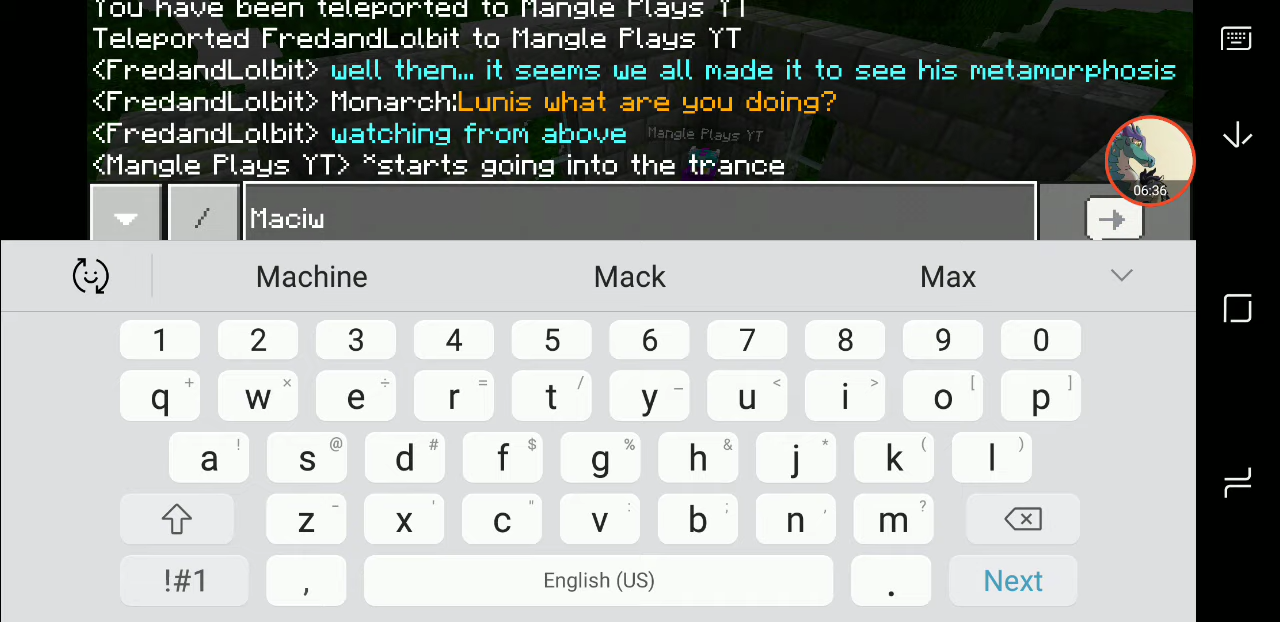 You have been teleported to Mangle Plays YT
Teleported FredandLolbit to Mangle Plays YT
<FredandLolbit> well then... it seems we all made it to see his metamorphosis
<FredandLolbit> Monarch:Lunis what are you doing?
<FredandLolbit> watching from above
Mangle Plays YT
<Mangle Plays YT> *starts going into the trance
06:36
/ Maciw
Machine Mack Max
1 2 3 4 5 6 7 8 9 0
q + w × e ÷ r = t / y _ u < i > o [ p ]
a ! s @ d # f $ g % h & j * k ( l )
z - x ' c " v : b ; n , m ?
!#1 , English (US) . Next